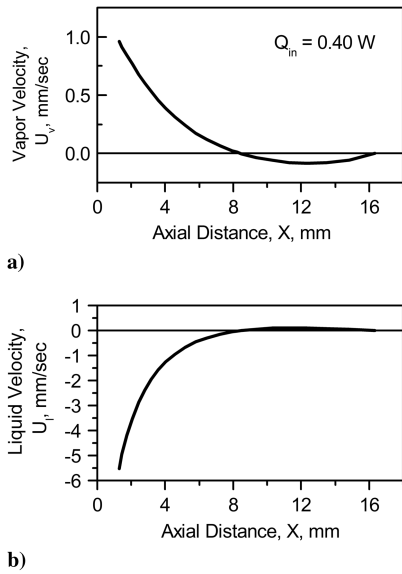 Q_in = 0.40 W
Vapor Velocity,
U_v, mm/sec
1.0
0.5
0.0
0 4 8 12 16
Axial Distance, X, mm
a)
Liquid Velocity,
U_l, mm/sec
1
0
-1
-2
-3
-4
-5
-6
0 4 8 12 16
Axial Distance, X, mm
b)